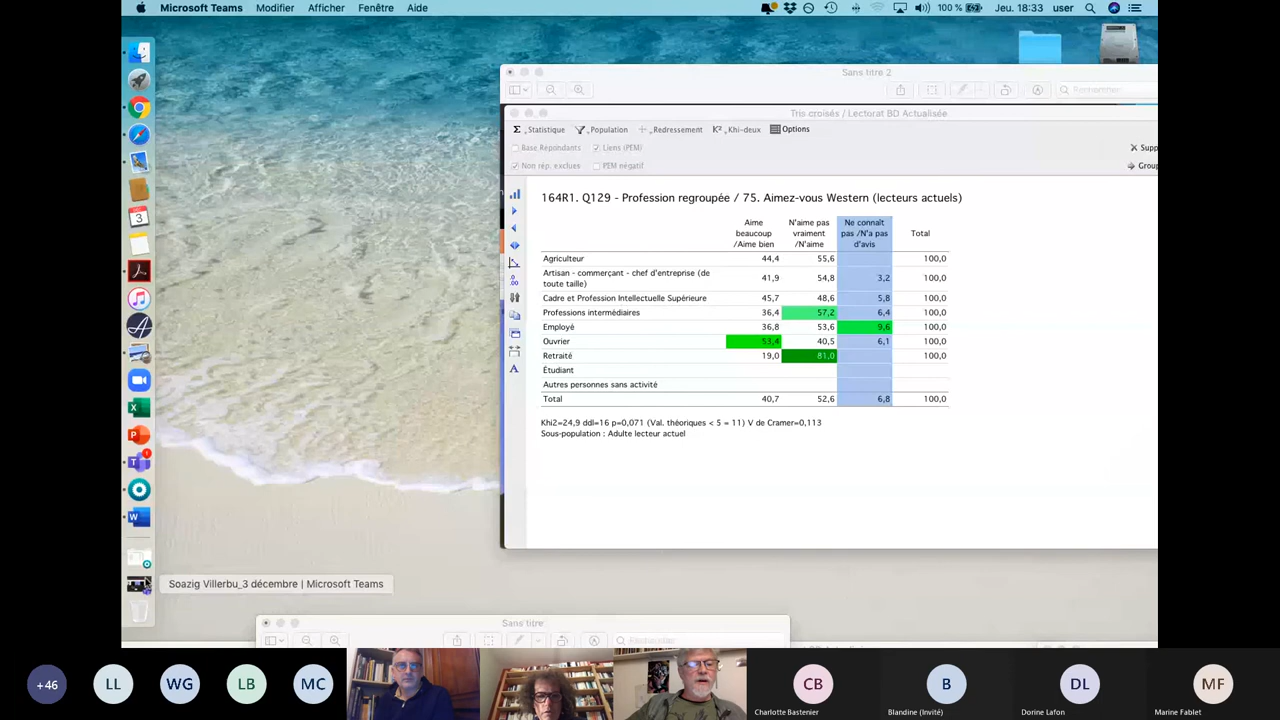 Microsoft Teams Modifier Afficher Fenêtre Aide 100 % Jeu. 18:33 user
Sans titre 2
Rechercher
Tris croisés / Lectorat BD Actualisée
Σ Statistique Population Redressement K² Khi-deux Options
Base Répondants Liens (PEM) Supp
Non rép. exclues PEM négatif Group
164R1. Q129 - Profession regroupée / 75. Aimez-vous Western (lecteurs actuels)
Aime beaucoup /Aime bien N'aime pas vraiment /N'aime Ne connaît pas /N'a pas d'avis Total
Agriculteur 44,4 55,6 100,0
Artisan - commerçant - chef d'entreprise (de toute taille) 41,9 54,8 3,2 100,0
Cadre et Profession Intellectuelle Supérieure 45,7 48,6 5,8 100,0
Professions intermédiaires 36,4 57,2 6,4 100,0
Employé 36,8 53,6 9,6 100,0
Ouvrier 53,4 40,5 6,1 100,0
Retraité 19,0 81,0 100,0
Étudiant
Autres personnes sans activité
Total 40,7 52,6 6,8 100,0
Khi2=24,9 ddl=16 p=0,071 (Val. théoriques < 5 = 11) V de Cramer=0,113
Sous-population : Adulte lecteur actuel
3
Soazig Villerbu_3 décembre | Microsoft Teams
Sans titre
+46 LL WG LB MC CB B DL MF
Charlotte Bastenier Blandine (Invité) Dorine Lafon Marine Fablet